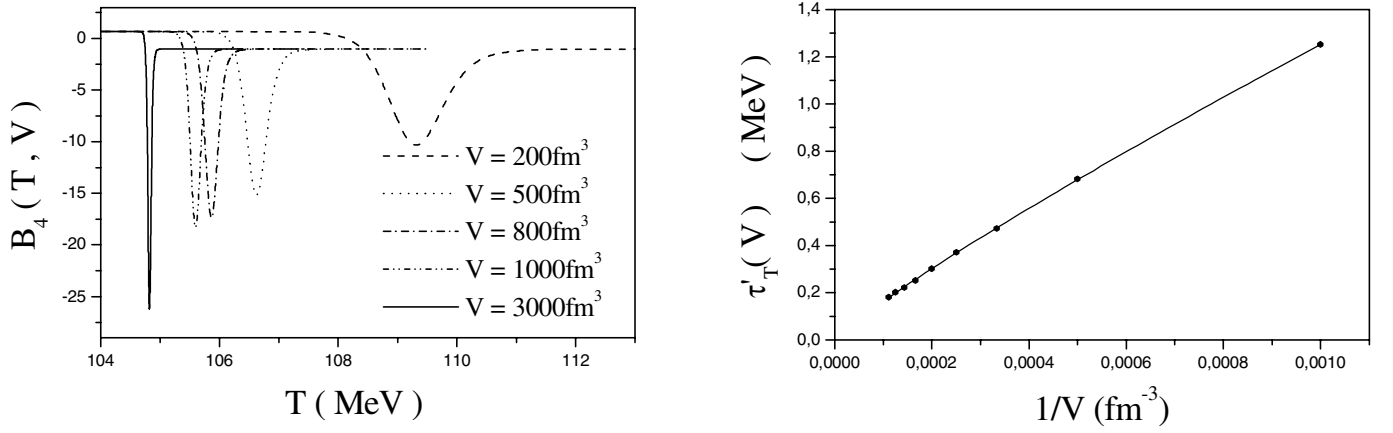 0
-5
-10
-15
-20
-25
B₄ ( T , V )
V = 200fm³
V = 500fm³
V = 800fm³
V = 1000fm³
V = 3000fm³
104 106 108 110 112
T ( MeV )
1,4
1,2
1,0
0,8
0,6
0,4
0,2
0,0
τ'_T( V ) ( MeV )
0,0000 0,0002 0,0004 0,0006 0,0008 0,0010
1/V (fm⁻³)